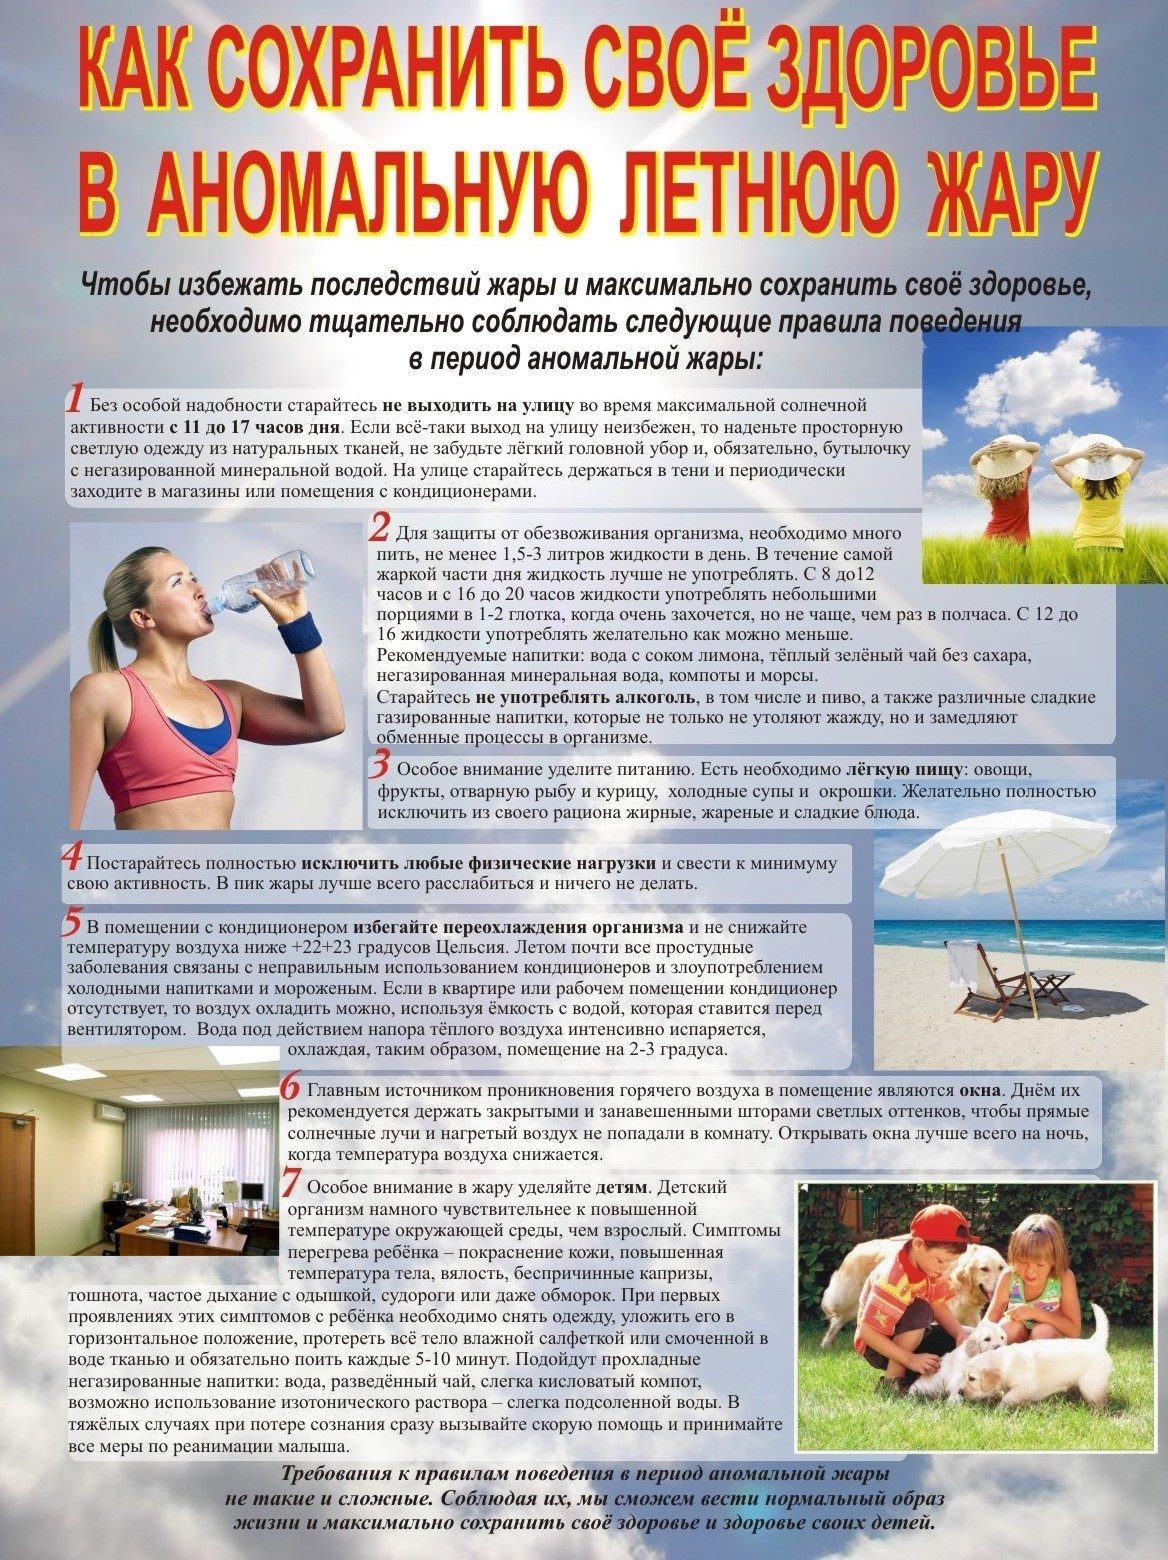 КАК СОХРАНИТЬ СВОЁ ЗДОРОВЬЕ
В АНОМАЛЬНУЮ ЛЕТНЮЮ ЖАРУ
Чтобы избежать последствий жары и максимально сохранить своё здоровье,
необходимо тщательно соблюдать следующие правила поведения
в период аномальной жары:
1 Без особой надобности старайтесь не выходить на улицу во время максимальной солнечной
активности с 11 до 17 часов дня. Если всё-таки выход на улицу неизбежен, то наденьте просторную
светлую одежду из натуральных тканей, не забудьте лёгкий головной убор и, обязательно, бутылочку
с негазированной минеральной водой. На улице старайтесь держаться в тени и периодически
заходите в магазины или помещения с кондиционерами.
2 Для защиты от обезвоживания организма, необходимо много
пить, не менее 1,5-3 литров жидкости в день. В течение самой
жаркой части дня жидкость лучше не употреблять. С 8 до12
часов и с 16 до 20 часов жидкости употреблять небольшими
порциями в 1-2 глотка, когда очень захочется, но не чаще, чем раз в полчаса. С 12 до
16 жидкости употреблять желательно как можно меньше.
Рекомендуемые напитки: вода с соком лимона, тёплый зелёный чай без сахара,
негазированная минеральная вода, компоты и морсы.
Старайтесь не употреблять алкоголь, в том числе и пиво, а также различные сладкие
газированные напитки, которые не только не утоляют жажду, но и замедляют
обменные процессы в организме.
3 Особое внимание уделите питанию. Есть необходимо лёгкую пищу: овощи,
фрукты, отварную рыбу и курицу, холодные супы и окрошки. Желательно полностью
исключить из своего рациона жирные, жареные и сладкие блюда.
4 Постарайтесь полностью исключить любые физические нагрузки и свести к минимуму
свою активность. В пик жары лучше всего расслабиться и ничего не делать.
5 В помещении с кондиционером избегайте переохлаждения организма и не снижайте
температуру воздуха ниже +22+23 градусов Цельсия. Летом почти все простудные
заболевания связаны с неправильным использованием кондиционеров и злоупотреблением
холодными напитками и мороженым. Если в квартире или рабочем помещении кондиционер
отсутствует, то воздух охладить можно, используя ёмкость с водой, которая ставится перед
вентилятором. Вода под действием напора тёплого воздуха интенсивно испаряется,
охлаждая, таким образом, помещение на 2-3 градуса.
6 Главным источником проникновения горячего воздуха в помещение являются окна. Днём их
рекомендуется держать закрытыми и занавешенными шторами светлых оттенков, чтобы прямые
солнечные лучи и нагретый воздух не попадали в комнату. Открывать окна лучше всего на ночь,
когда температура воздуха снижается.
7 Особое внимание в жару уделяйте детям. Детский
организм намного чувствительнее к повышенной
температуре окружающей среды, чем взрослый. Симптомы
перегрева ребёнка – покраснение кожи, повышенная
температура тела, вялость, беспричинные капризы,
тошнота, частое дыхание с одышкой, судороги или даже обморок. При первых
проявлениях этих симптомов с ребёнка необходимо снять одежду, уложить его в
горизонтальное положение, протереть всё тело влажной салфеткой или смоченной в
воде тканью и обязательно поить каждые 5-10 минут. Подойдут прохладные
негазированные напитки: вода, разведённый чай, слегка кисловатый компот,
возможно использование изотонического раствора – слегка подсоленной воды. В
тяжёлых случаях при потере сознания сразу вызывайте скорую помощь и принимайте
все меры по реанимации малыша.
Требования к правилам поведения в период аномальной жары
не такие и сложные. Соблюдая их, мы сможем вести нормальный образ
жизни и максимально сохранить своё здоровье и здоровье своих детей.